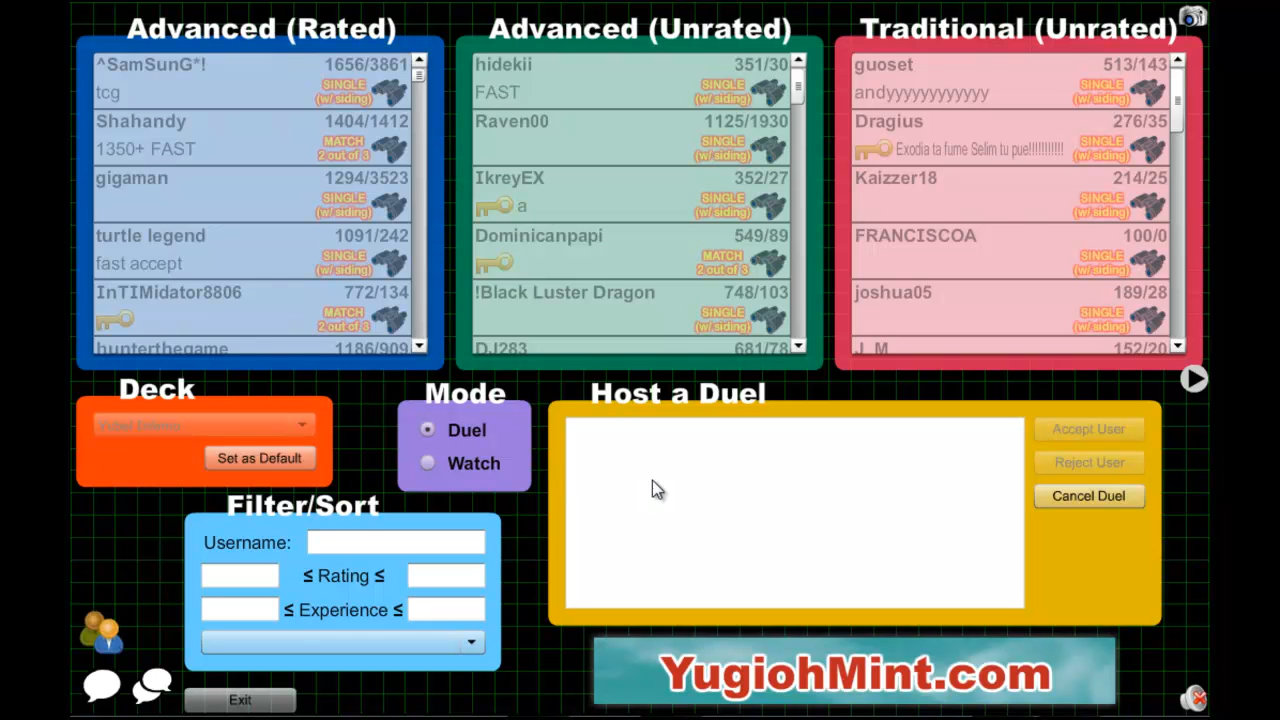 Advanced (Rated)
^SamSunG*! 1656/3861
tcg SINGLE (w/ siding)
Shahandy 1404/1412
1350+ FAST MATCH 2 out of 3
gigaman 1294/3523
SINGLE (w/ siding)
turtle legend 1091/242
fast accept SINGLE (w/ siding)
InTIMidator8806 772/134
MATCH 2 out of 3
hunterthegame 1186/909
Advanced (Unrated)
hidekii 351/30
FAST SINGLE (w/ siding)
Raven00 1125/1930
SINGLE (w/ siding)
IkreyEX 352/27
a SINGLE (w/ siding)
Dominicanpapi 549/89
MATCH 2 out of 3
!Black Luster Dragon 748/103
SINGLE (w/ siding)
DJ283 681/78
Traditional (Unrated)
guoset 513/143
andyyyyyyyyyyyy SINGLE (w/ siding)
Dragius 276/35
Exodia ta fume Selim tu pue!!!!!!!!!!! SINGLE (w/ siding)
Kaizzer18 214/25
SINGLE (w/ siding)
FRANCISCOA 100/0
SINGLE (w/ siding)
joshua05 189/28
SINGLE (w/ siding)
J_M 152/20
Deck
Set as Default
Mode
Duel
Watch
Host a Duel
Accept User
Reject User
Cancel Duel
Filter/Sort
Username:
≤ Rating ≤
≤ Experience ≤
Exit
YugiohMint.com